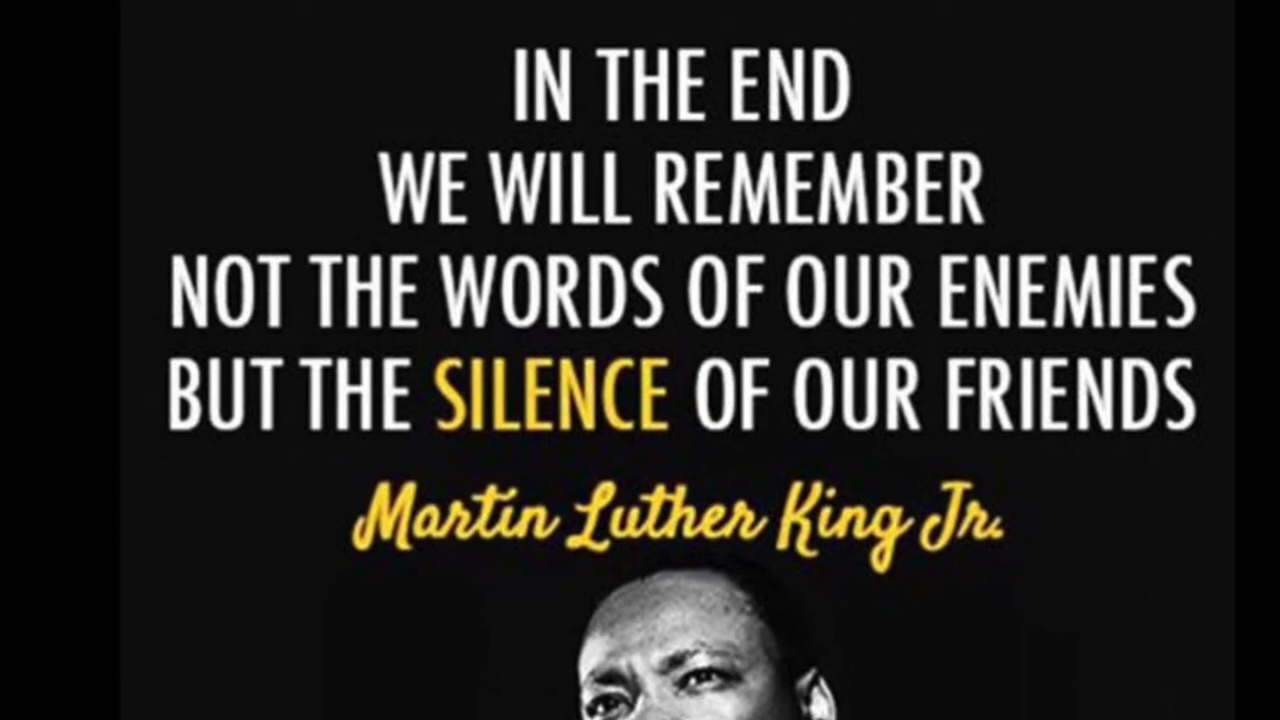 IN THE END
WE WILL REMEMBER
NOT THE WORDS OF OUR ENEMIES
BUT THE SILENCE OF OUR FRIENDS
Martin Luther King Jr.